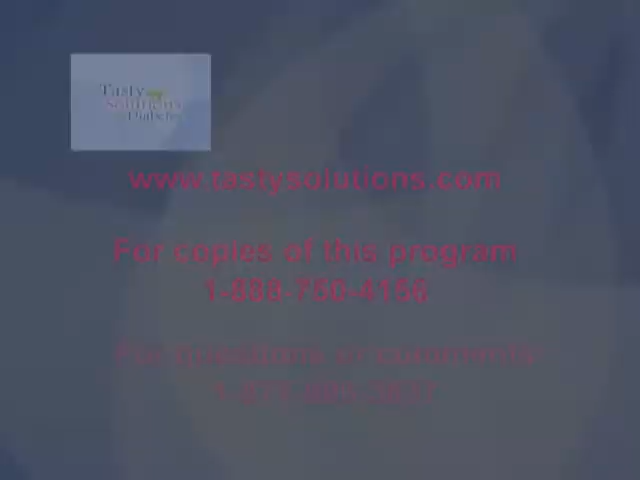 Tasty
Solutions
Diabetes
www.tastysolutions.com
For copies of this program
1-888-750-4156
For questions or comments: